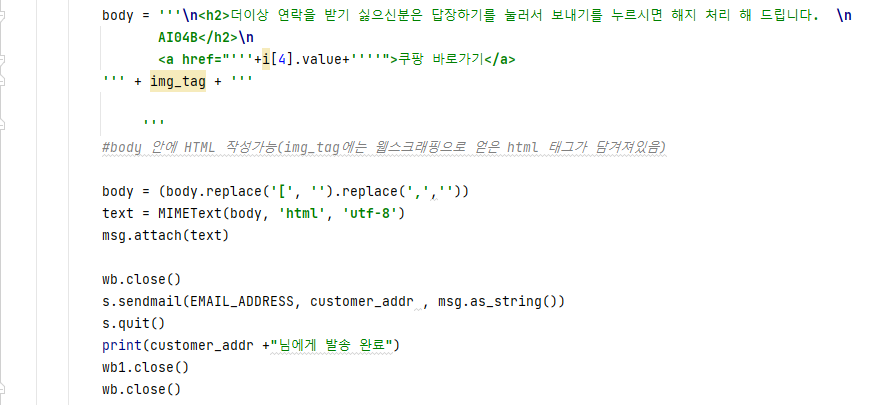 body = '''\n<h2>더이상 연락을 받기 싫으신분은 답장하기를 눌러서 보내기를 누르시면 해지 처리 해 드립니다.  \n
AI04B</h2>\n
<a href="'''+i[4].value+''''">쿠팡 바로가기</a>
''' + img_tag + '''
'''
#body 안에 HTML 작성가능(img_tag에는 웹스크래핑으로 얻은 html 태그가 담겨져있음)
body = (body.replace('[', '').replace(',',''))
text = MIMEText(body, 'html', 'utf-8')
msg.attach(text)
wb.close()
s.sendmail(EMAIL_ADDRESS, customer_addr , msg.as_string())
s.quit()
print(customer_addr +"님에게 발송 완료")
wb1.close()
wb.close()